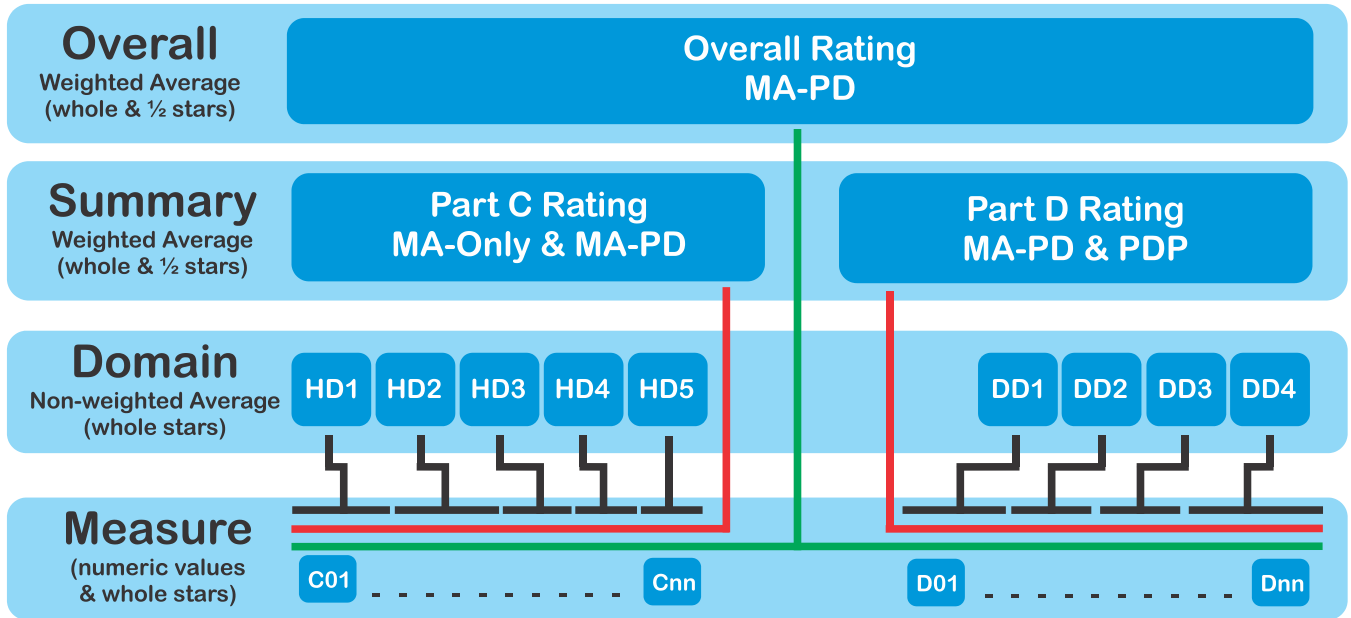 Overall
Weighted Average
(whole & ½ stars)
Overall Rating
MA-PD
Summary
Weighted Average
(whole & ½ stars)
Part C Rating
MA-Only & MA-PD
Part D Rating
MA-PD & PDP
Domain
Non-weighted Average
(whole stars)
HD1 HD2 HD3 HD4 HD5 DD1 DD2 DD3 DD4
Measure
(numeric values
& whole stars)
C01 Cnn D01 Dnn